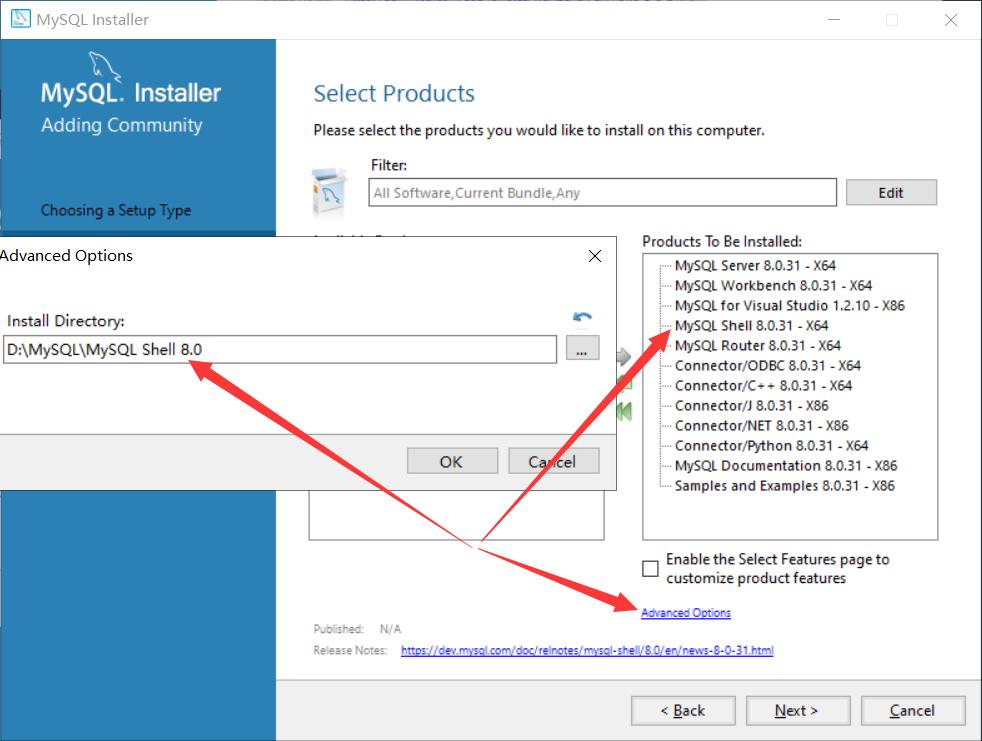 MySQL Installer
MySQL. Installer
Adding Community
Choosing a Setup Type
Select Products
Please select the products you would like to install on this computer.
Filter:
All Software,Current Bundle,Any
Edit
Advanced Options
Install Directory:
D:\MySQL\MySQL Shell 8.0
...
OK
Cancel
Products To Be Installed:
MySQL Server 8.0.31 - X64
MySQL Workbench 8.0.31 - X64
MySQL for Visual Studio 1.2.10 - X86
MySQL Shell 8.0.31 - X64
MySQL Router 8.0.31 - X64
Connector/ODBC 8.0.31 - X64
Connector/C++ 8.0.31 - X64
Connector/J 8.0.31 - X86
Connector/NET 8.0.31 - X86
Connector/Python 8.0.31 - X64
MySQL Documentation 8.0.31 - X86
Samples and Examples 8.0.31 - X86
Enable the Select Features page to
customize product features
Advanced Options
Published: N/A
Release Notes: https://dev.mysql.com/doc/relnotes/mysql-shell/8.0/en/news-8-0-31.html
< Back
Next >
Cancel